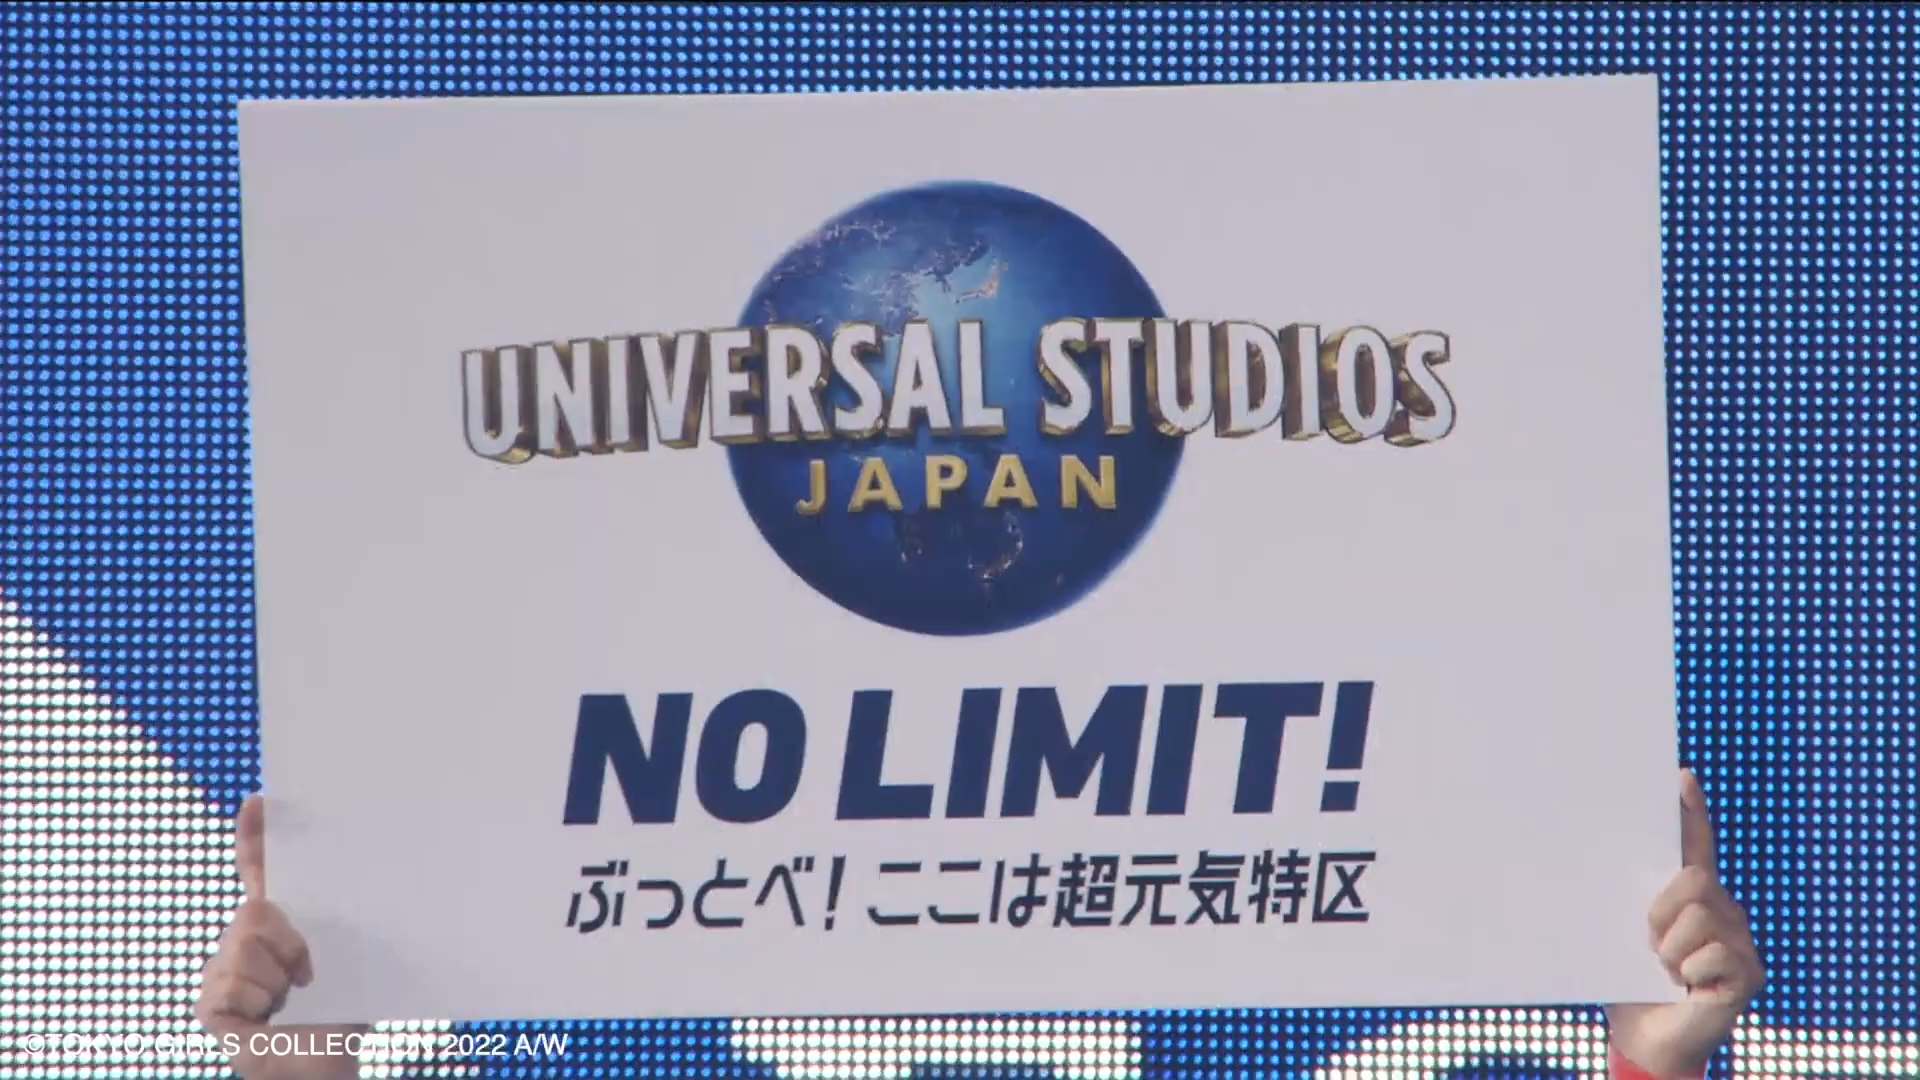 UNIVERSAL STUDIOS
JAPAN
NO LIMIT!
ぶっとべ！ここは超元気特区
©TOKYO GIRLS COLLECTION 2022 A/W